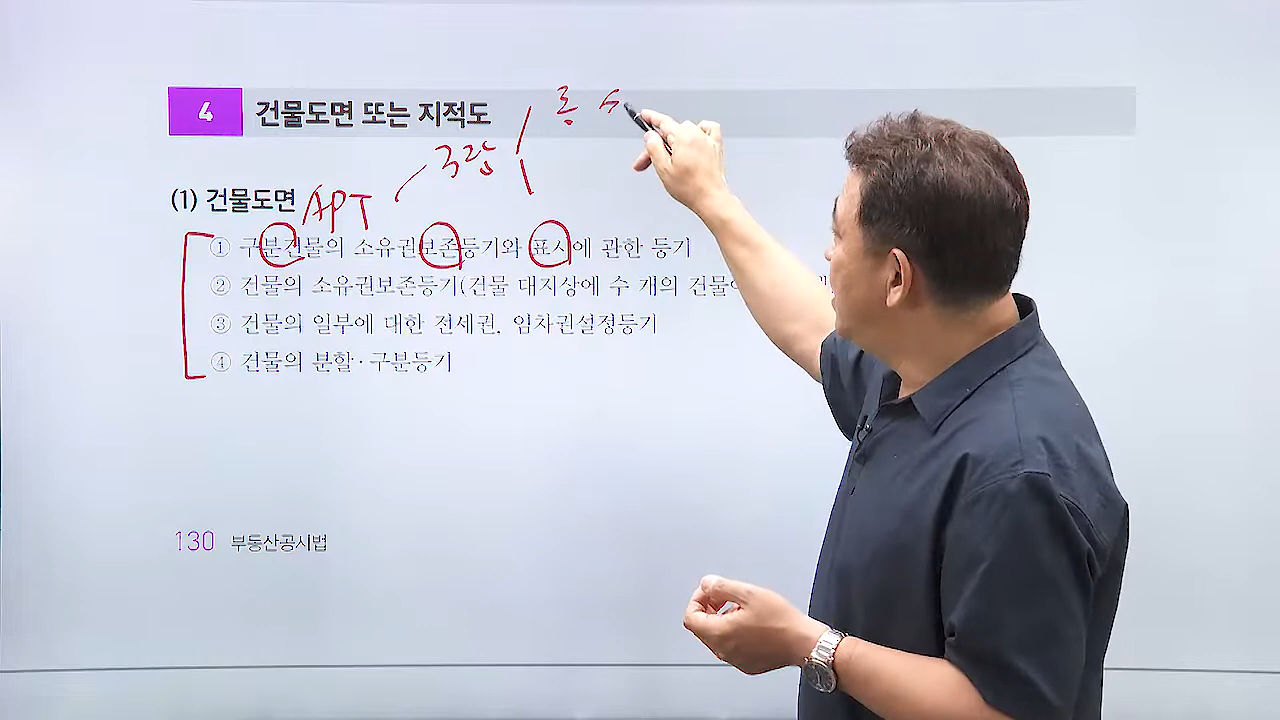 4 건물도면 또는 지적도
동 수
국장
(1) 건물도면 APT
① 구분건물의 소유권보존등기와 표시에 관한 등기
② 건물의 소유권보존등기(건물 대지상에 수 개의 건물
③ 건물의 일부에 대한 전세권, 임차권설정등기
④ 건물의 분할·구분등기
130 부동산공시법